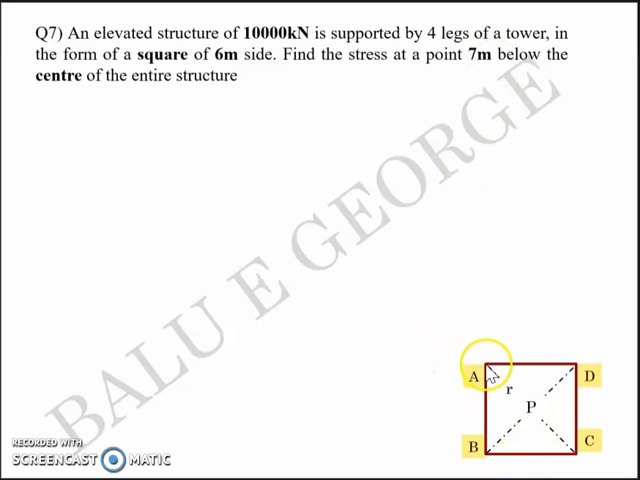 Q7) An elevated structure of 10000kN is supported by 4 legs of a tower, in
the form of a square of 6m side. Find the stress at a point 7m below the
centre of the entire structure
BALU E GEORGE
A
D
r
P
B
C
RECORDED WITH
SCREENCAST MATIC